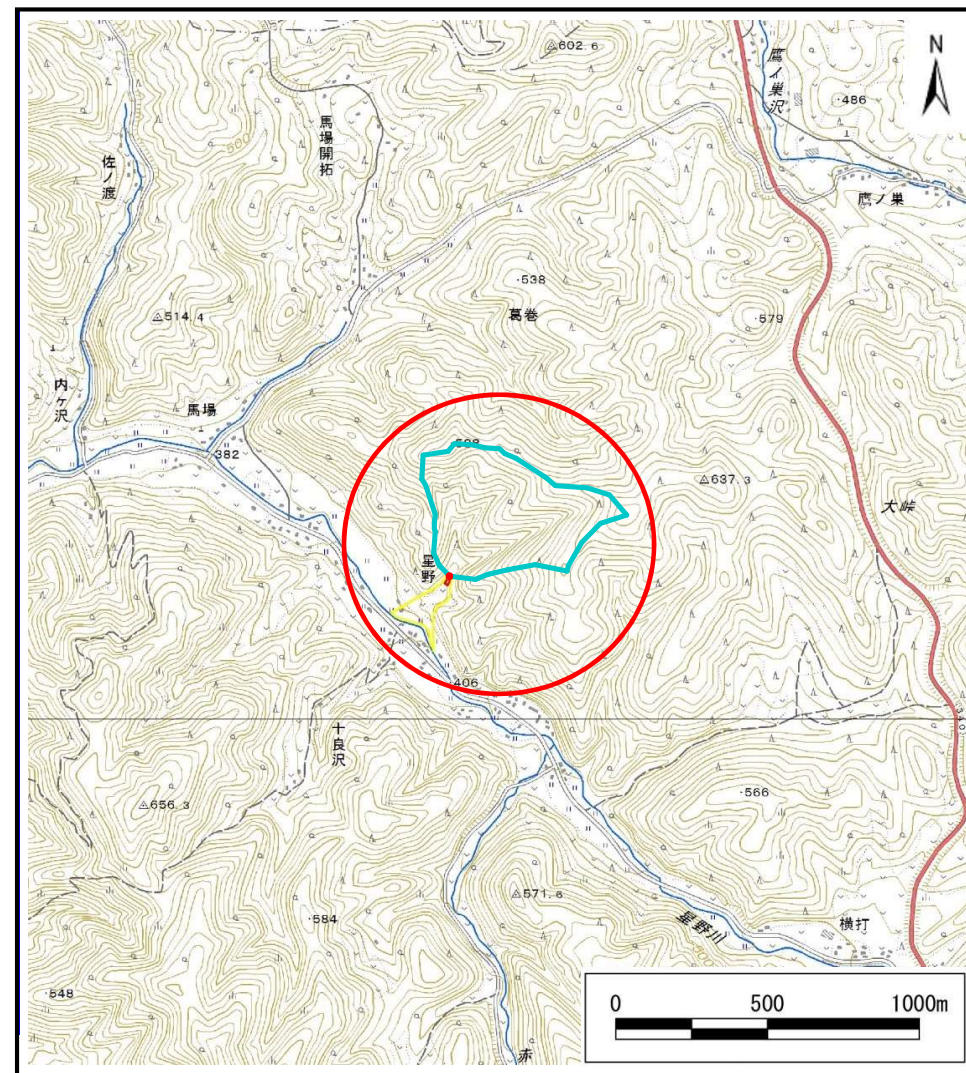 602.6
N
鷹ノ巣沢
486
馬場開拓
佐ノ渡
鷹ノ巣
538
514.4
葛巻
579
内ケ沢
馬場
382
637.3
大峠
星野
406
340
十良沢
656.3
566
571.6
584
星野川
横打
548
赤
0 500 1000m